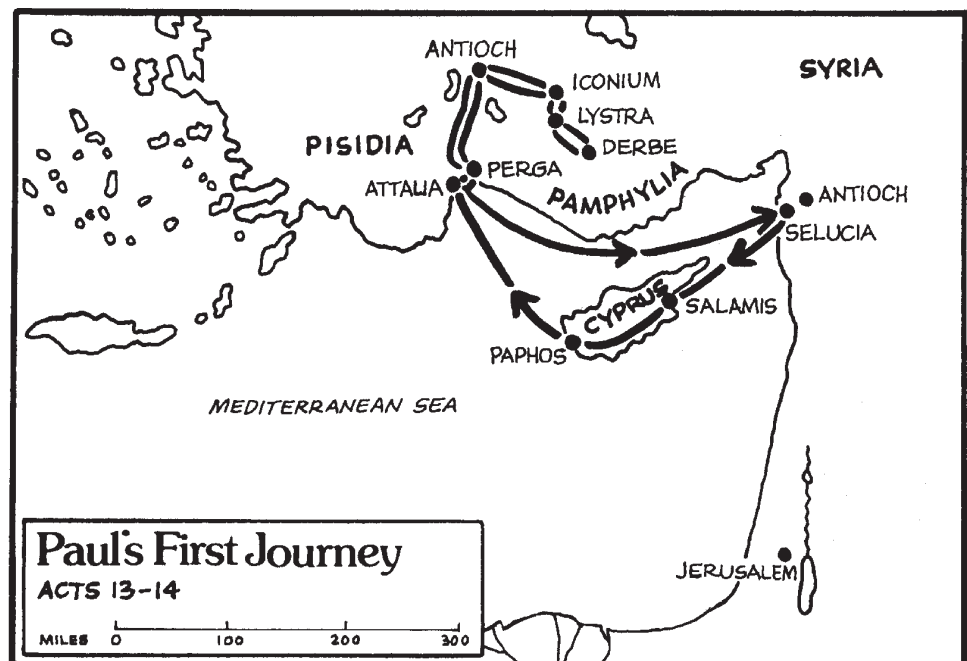 ANTIOCH
SYRIA
ICONIUM
LYSTRA
PISIDIA
DERBE
PERGA
ATTALIA
PAMPHYLIA
ANTIOCH
SELUCIA
CYPRUS
SALAMIS
PAPHOS
MEDITERRANEAN SEA
Paul's First Journey
ACTS 13-14
JERUSALEM
MILES 0 100 200 300